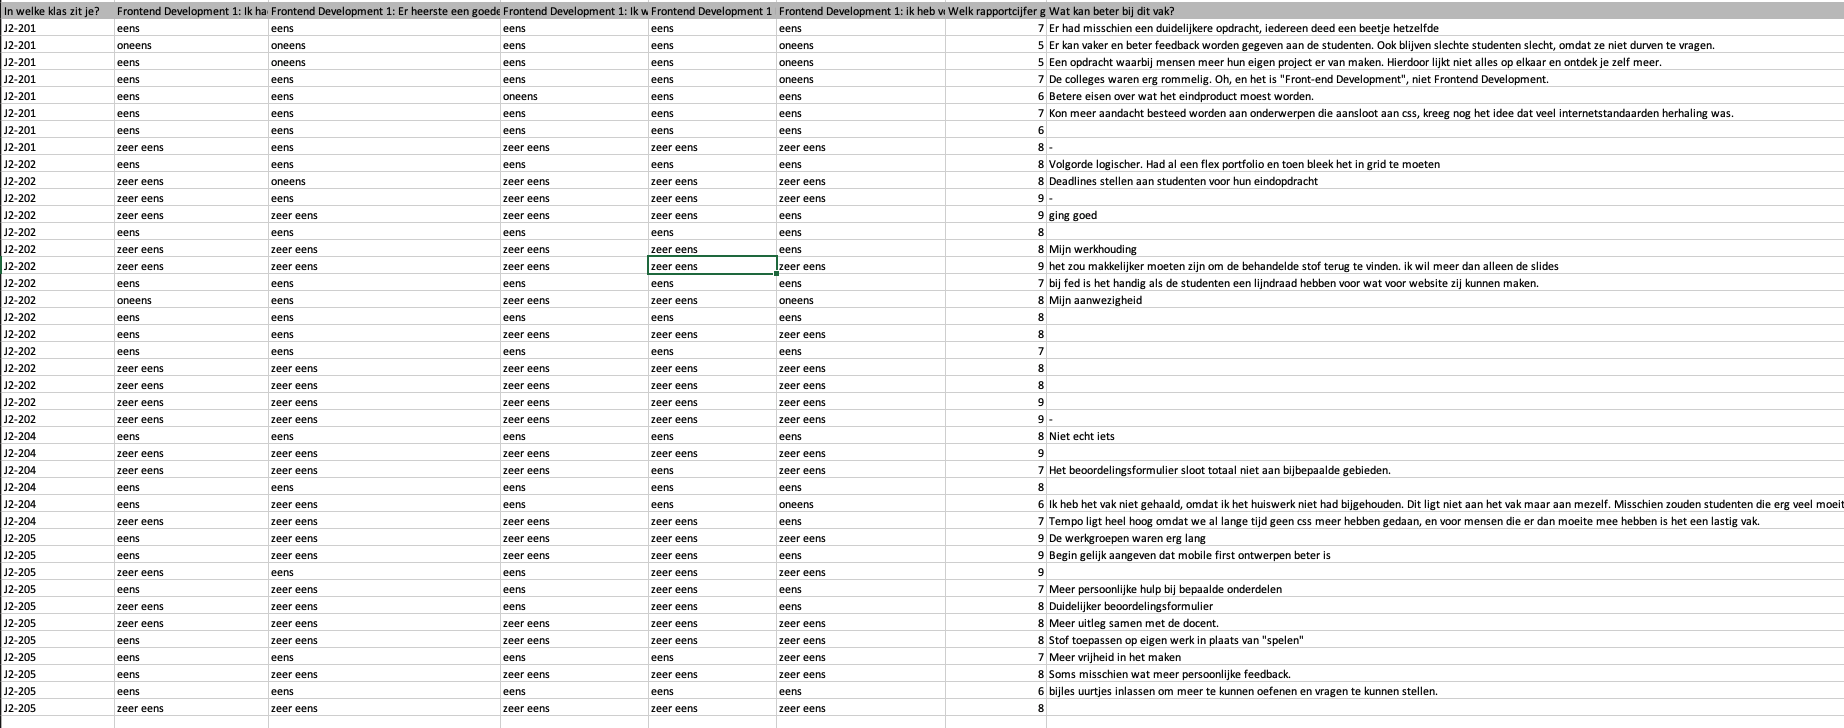 In welke klas zit je? Frontend Development 1: Ik ha Frontend Development 1: Er heerste een goede Frontend Development 1: Ik w Frontend Development 1 Frontend Development 1: ik heb v Welk rapportcijfer g Wat kan beter bij dit vak?
J2-201 eens eens eens eens eens 7 Er had misschien een duidelijkere opdracht, iedereen deed een beetje hetzelfde
J2-201 oneens oneens eens eens oneens 5 Er kan vaker en beter feedback worden gegeven aan de studenten. Ook blijven slechte studenten slecht, omdat ze niet durven te vragen.
J2-201 eens oneens eens eens oneens 5 Een opdracht waarbij mensen meer hun eigen project er van maken. Hierdoor lijkt niet alles op elkaar en ontdek je zelf meer.
J2-201 eens eens eens eens oneens 7 De colleges waren erg rommelig. Oh, en het is "Front-end Development", niet Frontend Development.
J2-201 eens eens oneens eens eens 6 Betere eisen over wat het eindproduct moest worden.
J2-201 eens eens eens eens eens 7 Kon meer aandacht besteed worden aan onderwerpen die aansloot aan css, kreeg nog het idee dat veel internetstandaarden herhaling was.
J2-201 eens eens eens eens eens 6
J2-201 zeer eens eens zeer eens zeer eens zeer eens 8 -
J2-202 eens eens eens eens eens 8 Volgorde logischer. Had al een flex portfolio en toen bleek het in grid te moeten
J2-202 zeer eens oneens zeer eens zeer eens zeer eens 8 Deadlines stellen aan studenten voor hun eindopdracht
J2-202 zeer eens eens zeer eens zeer eens zeer eens 9 -
J2-202 zeer eens zeer eens zeer eens zeer eens eens 9 ging goed
J2-202 eens eens eens eens eens 8
J2-202 zeer eens zeer eens zeer eens zeer eens eens 8 Mijn werkhouding
J2-202 zeer eens zeer eens zeer eens zeer eens zeer eens 9 het zou makkelijker moeten zijn om de behandelde stof terug te vinden. ik wil meer dan alleen de slides
J2-202 eens eens eens eens eens 7 bij fed is het handig als de studenten een lijndraad hebben voor wat voor website zij kunnen maken.
J2-202 oneens eens zeer eens zeer eens oneens 8 Mijn aanwezigheid
J2-202 eens eens eens eens eens 8
J2-202 eens eens zeer eens zeer eens zeer eens 8
J2-202 eens eens eens eens eens 7
J2-202 zeer eens zeer eens zeer eens zeer eens zeer eens 8
J2-202 zeer eens zeer eens zeer eens zeer eens zeer eens 8
J2-202 zeer eens zeer eens zeer eens zeer eens zeer eens 9
J2-202 zeer eens zeer eens zeer eens zeer eens zeer eens 9 -
J2-204 eens eens eens eens eens 8 Niet echt iets
J2-204 zeer eens zeer eens zeer eens zeer eens zeer eens 9
J2-204 zeer eens zeer eens zeer eens eens zeer eens 7 Het beoordelingsformulier sloot totaal niet aan bijbepaalde gebieden.
J2-204 eens eens eens eens eens 8
J2-204 eens zeer eens eens eens oneens 6 Ik heb het vak niet gehaald, omdat ik het huiswerk niet had bijgehouden. Dit ligt niet aan het vak maar aan mezelf. Misschien zouden studenten die erg veel moeit
J2-204 zeer eens zeer eens zeer eens zeer eens eens 7 Tempo ligt heel hoog omdat we al lange tijd geen css meer hebben gedaan, en voor mensen die er dan moeite mee hebben is het een lastig vak.
J2-205 eens zeer eens zeer eens zeer eens zeer eens 9 De werkgroepen waren erg lang
J2-205 eens zeer eens zeer eens zeer eens eens 9 Begin gelijk aangeven dat mobile first ontwerpen beter is
J2-205 zeer eens eens eens zeer eens zeer eens 9
J2-205 eens zeer eens eens zeer eens eens 7 Meer persoonlijke hulp bij bepaalde onderdelen
J2-205 zeer eens zeer eens eens zeer eens eens 8 Duidelijker beoordelingsformulier
J2-205 zeer eens zeer eens zeer eens zeer eens zeer eens 8 Meer uitleg samen met de docent.
J2-205 eens zeer eens eens zeer eens zeer eens 8 Stof toepassen op eigen werk in plaats van "spelen"
J2-205 eens eens eens eens zeer eens 7 Meer vrijheid in het maken
J2-205 eens zeer eens zeer eens zeer eens zeer eens 8 Soms misschien wat meer persoonlijke feedback.
J2-205 eens eens eens eens eens 6 bijles uurtjes inlassen om meer te kunnen oefenen en vragen te kunnen stellen.
J2-205 zeer eens zeer eens zeer eens zeer eens zeer eens 8